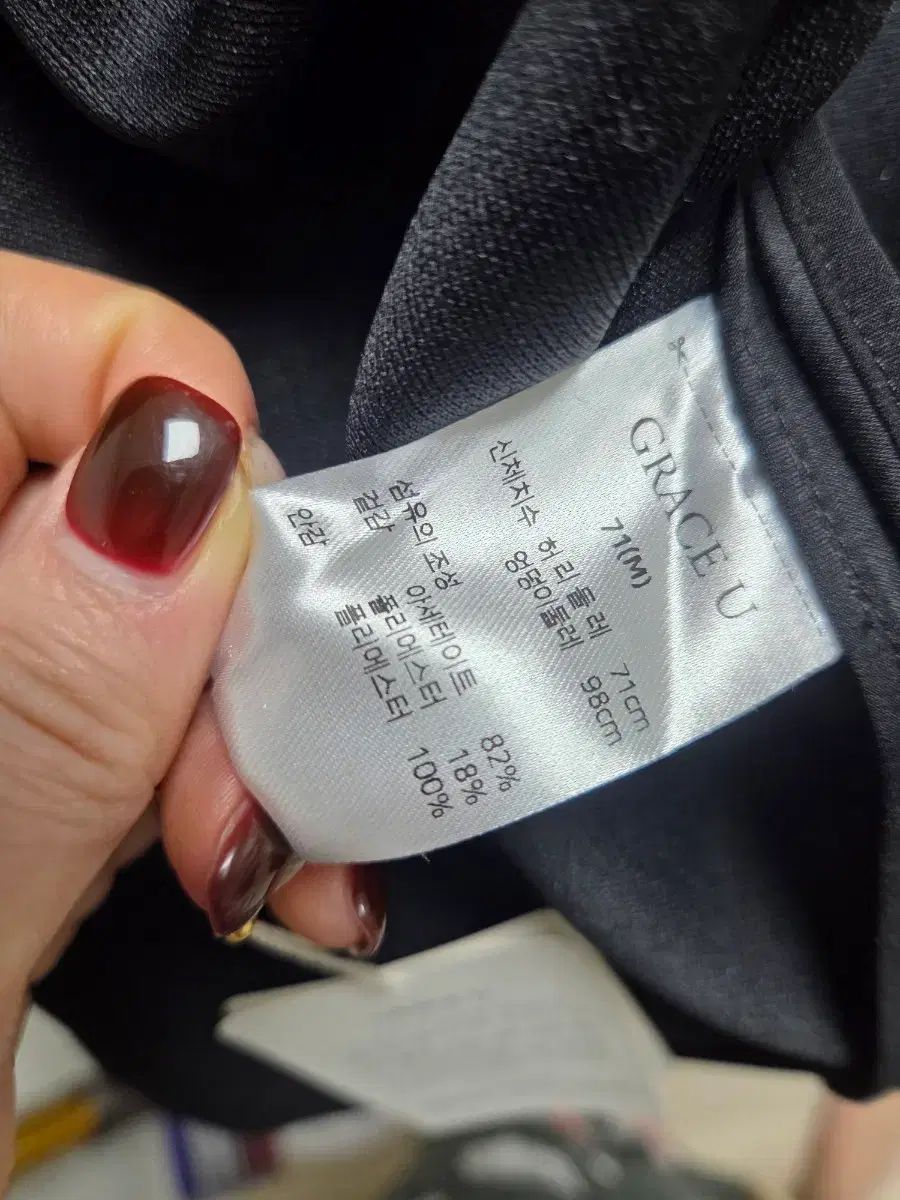 GRACE U
71(M)
신체치수 허리둘레 71cm
엉덩이둘레 98cm
섬유의 조성
겉감 아세테이트 82%
폴리에스터 18%
안감 폴리에스터 100%